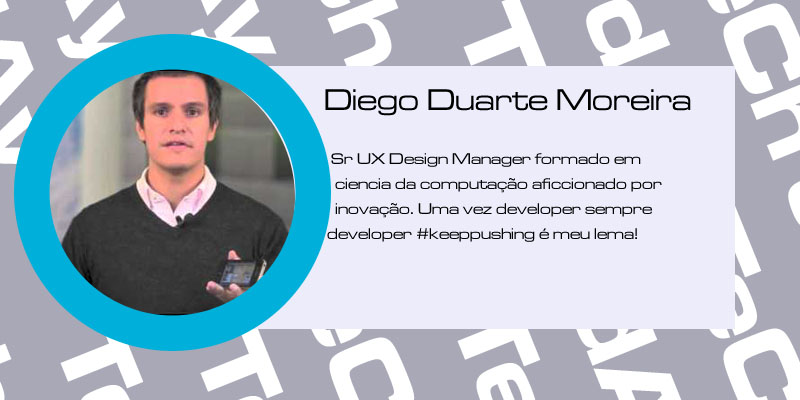 Diego Duarte Moreira
Sr UX Design Manager formado em
ciencia da computação aficcionado por
inovação. Uma vez developer sempre
developer #keeppushing é meu lema!